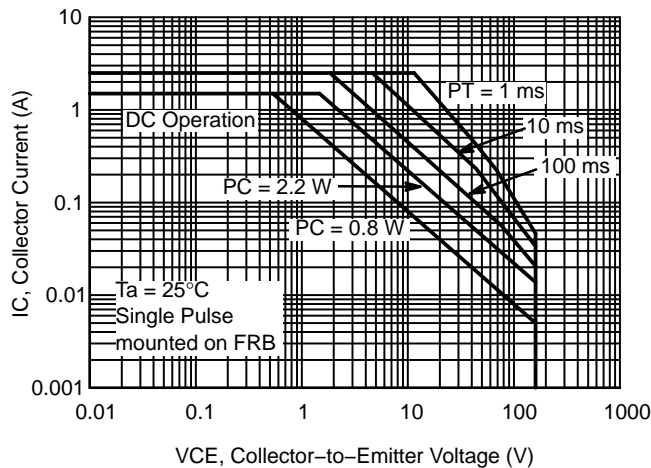 10
1
0.1
0.01
0.001
IC, Collector Current (A)
DC Operation
PT = 1 ms
10 ms
100 ms
PC = 2.2 W
PC = 0.8 W
Ta = 25°C
Single Pulse
mounted on FRB
0.01 0.1 1 10 100 1000
VCE, Collector−to−Emitter Voltage (V)